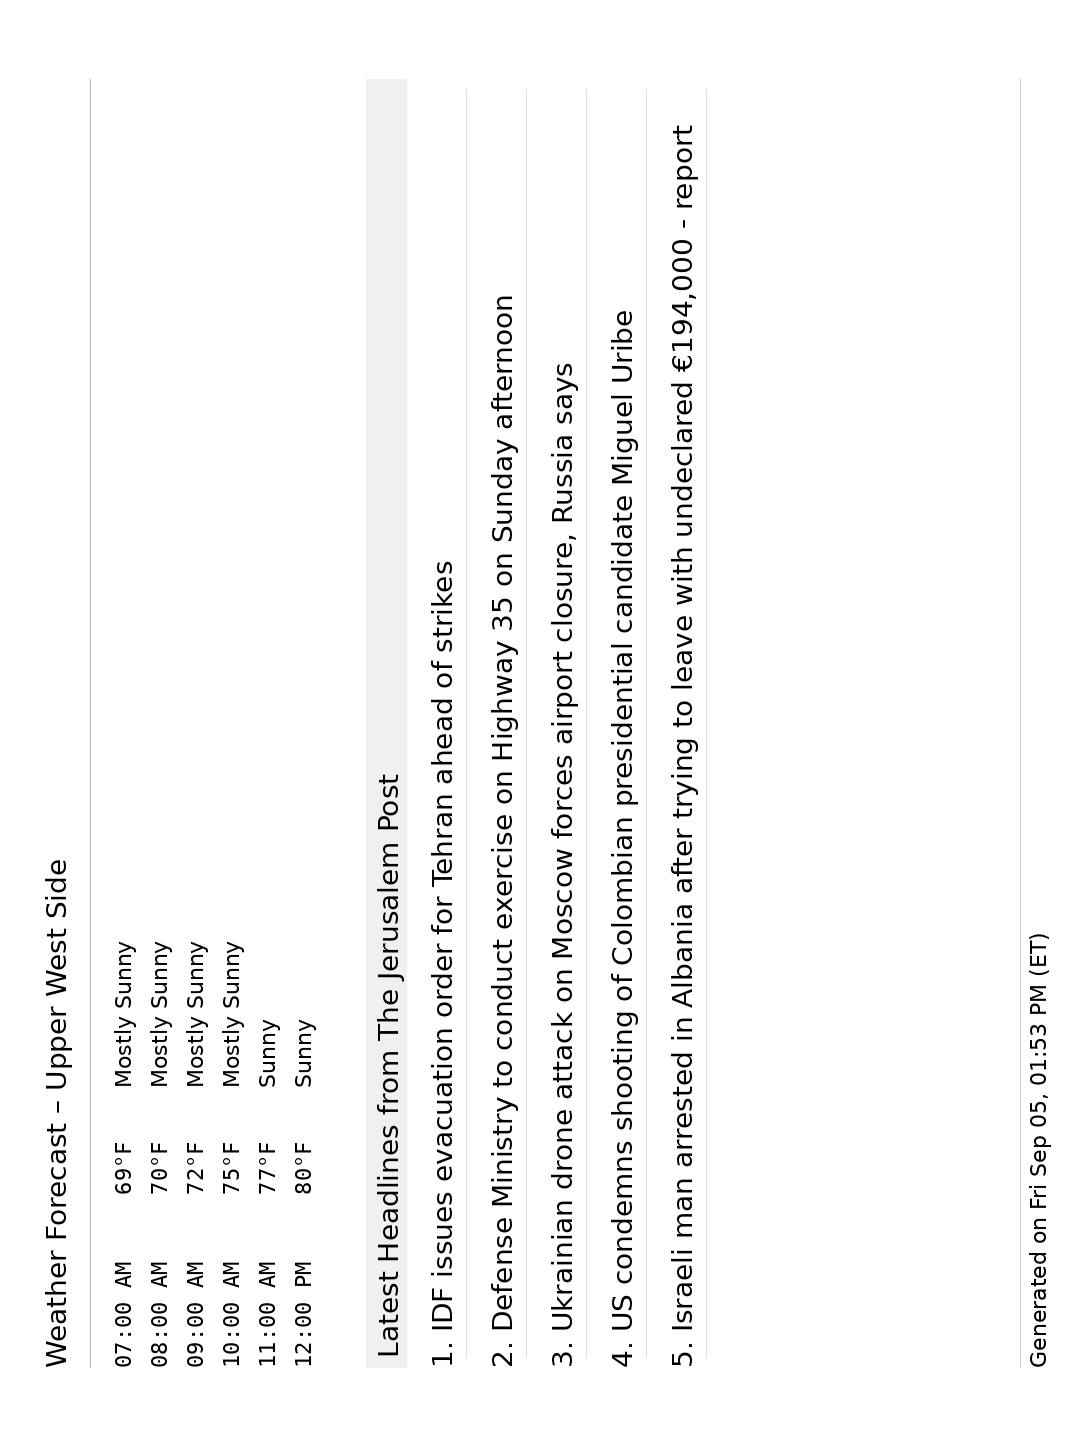 Weather Forecast – Upper West Side
07:00 AM 69°F Mostly Sunny
08:00 AM 70°F Mostly Sunny
09:00 AM 72°F Mostly Sunny
10:00 AM 75°F Mostly Sunny
11:00 AM 77°F Sunny
12:00 PM 80°F Sunny
Latest Headlines from The Jerusalem Post
1. IDF issues evacuation order for Tehran ahead of strikes
2. Defense Ministry to conduct exercise on Highway 35 on Sunday afternoon
3. Ukrainian drone attack on Moscow forces airport closure, Russia says
4. US condemns shooting of Colombian presidential candidate Miguel Uribe
5. Israeli man arrested in Albania after trying to leave with undeclared €194,000 - report
Generated on Fri Sep 05, 01:53 PM (ET)